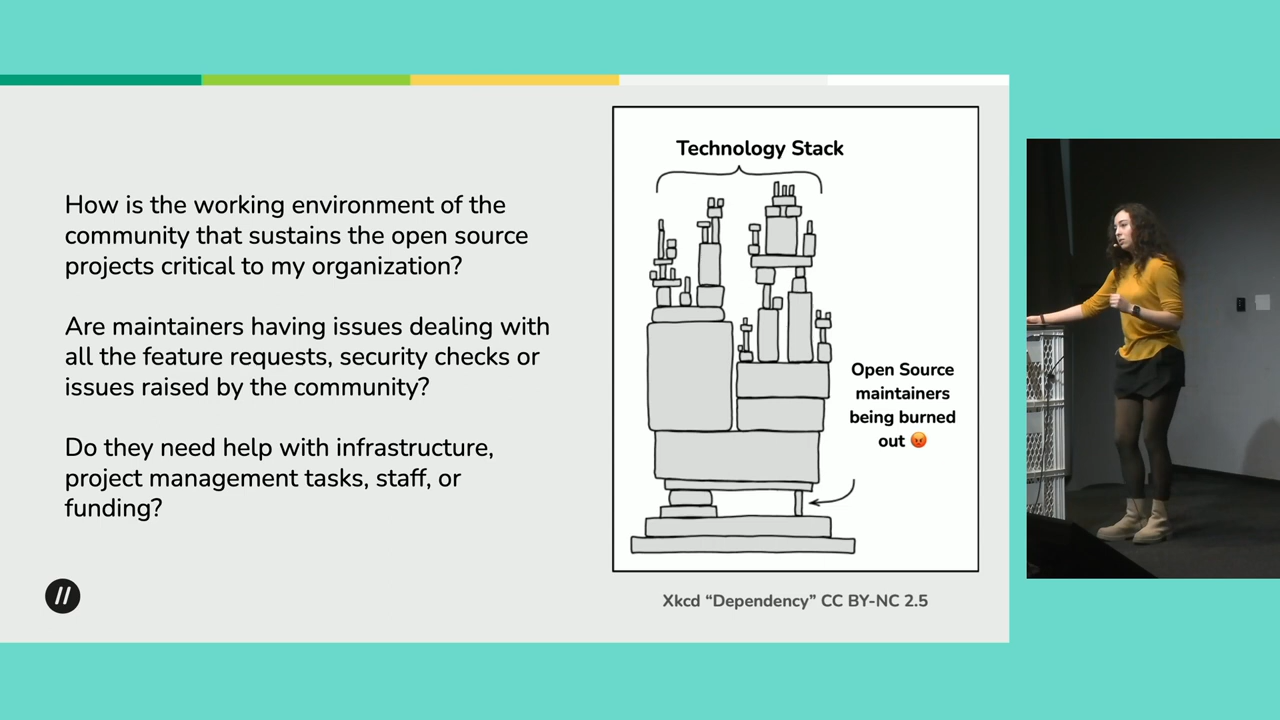 How is the working environment of the
community that sustains the open source
projects critical to my organization?
Are maintainers having issues dealing with
all the feature requests, security checks or
issues raised by the community?
Do they need help with infrastructure,
project management tasks, staff, or
funding?
Technology Stack
Open Source
maintainers
being burned
out 😡
Xkcd “Dependency” CC BY-NC 2.5